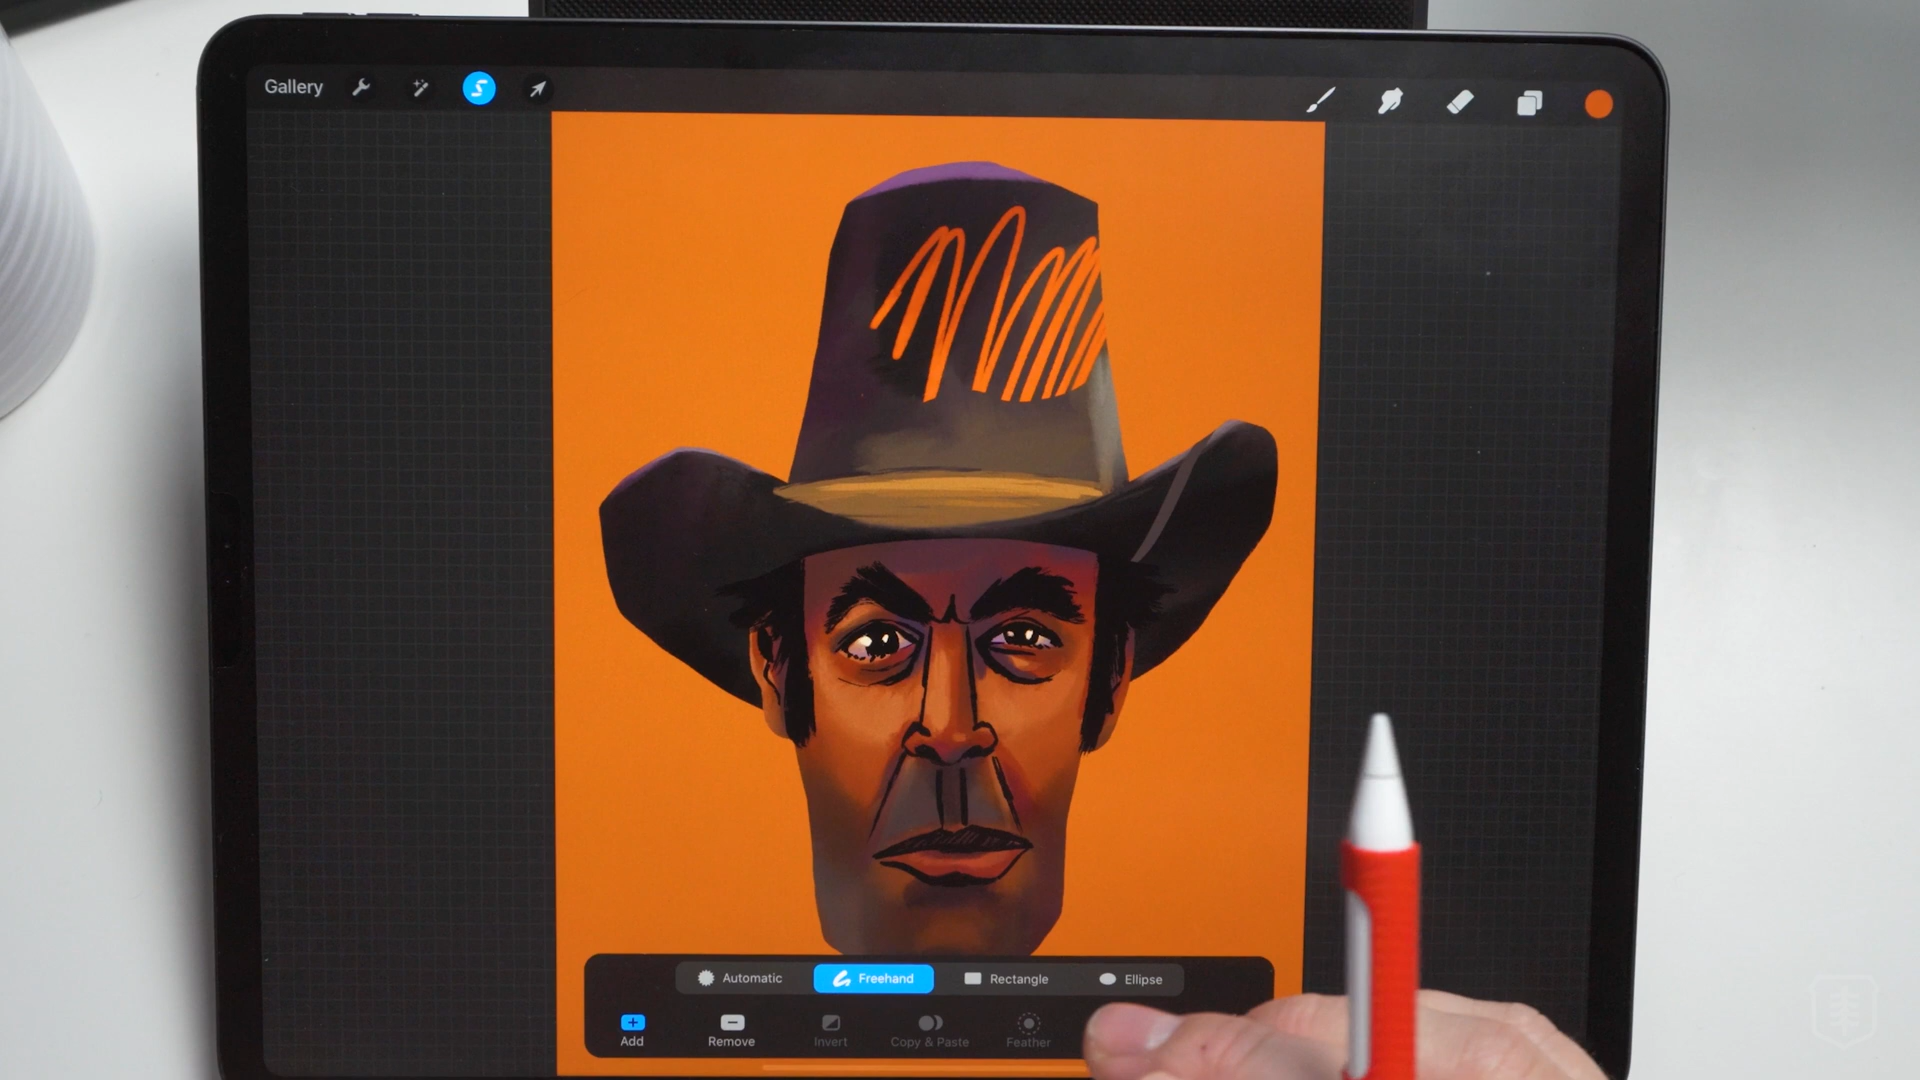 Gallery
Automatic Freehand Rectangle Ellipse
Add Remove Invert Copy & Paste Feather